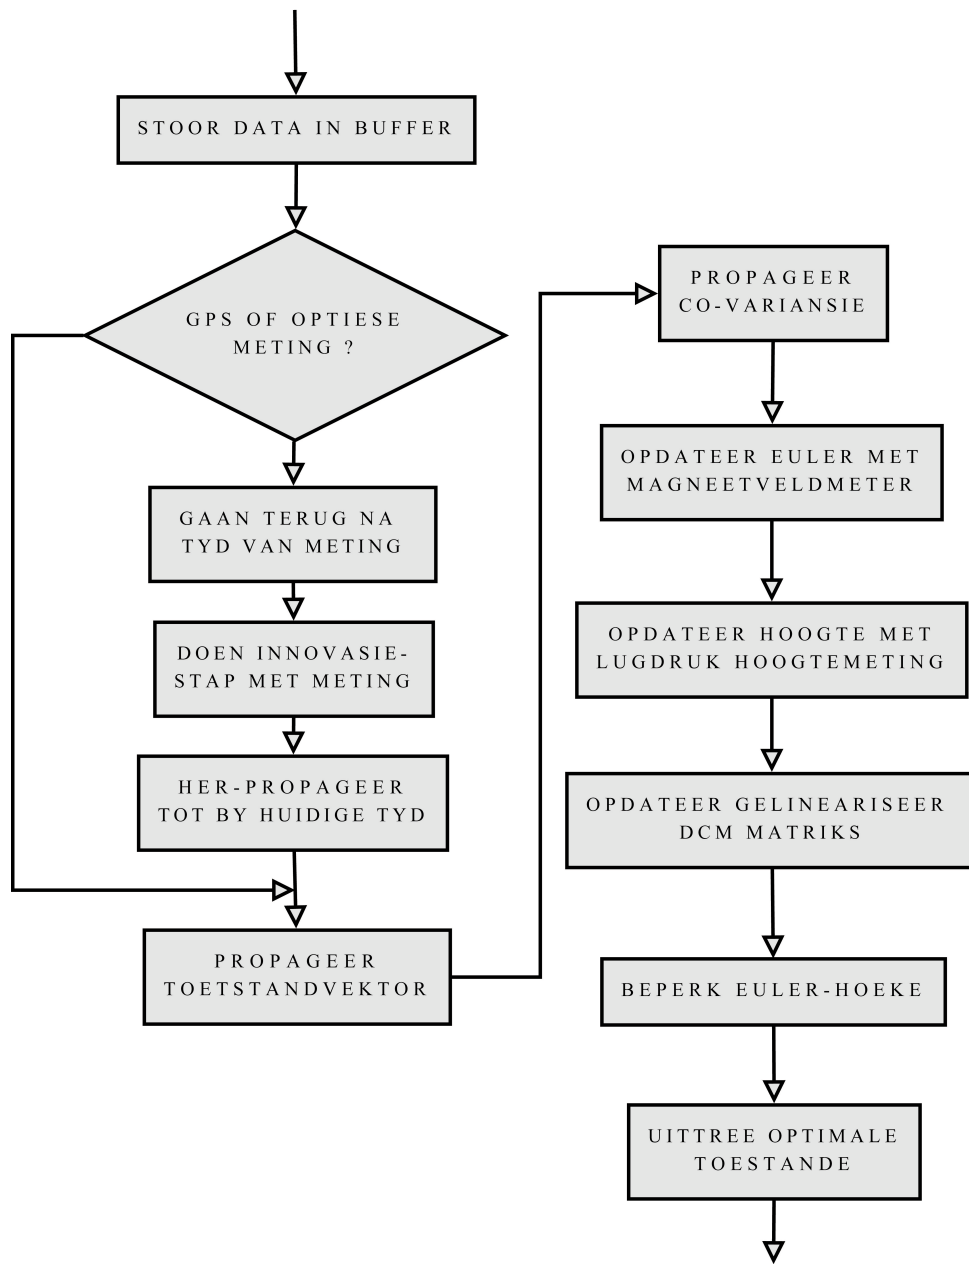 STOOR DATA IN BUFFER
GPS OF OPTIESE
METING ?
GAAN TERUG NA
TYD VAN METING
DOEN INNOVASIE-
STAP MET METING
HER-PROPAGEER
TOT BY HUIDIGE TYD
PROPAGEER
TOETSTANDVEKTOR
PROPAGEER
CO-VARIANSIE
OPDATEER EULER MET
MAGNEETVELDMETER
OPDATEER HOOGTE MET
LUGDRUK HOOGTEMETING
OPDATEER GELINEARISEER
DCM MATRIKS
BEPERK EULER-HOEKE
UITTREE OPTIMALE
TOESTANDE